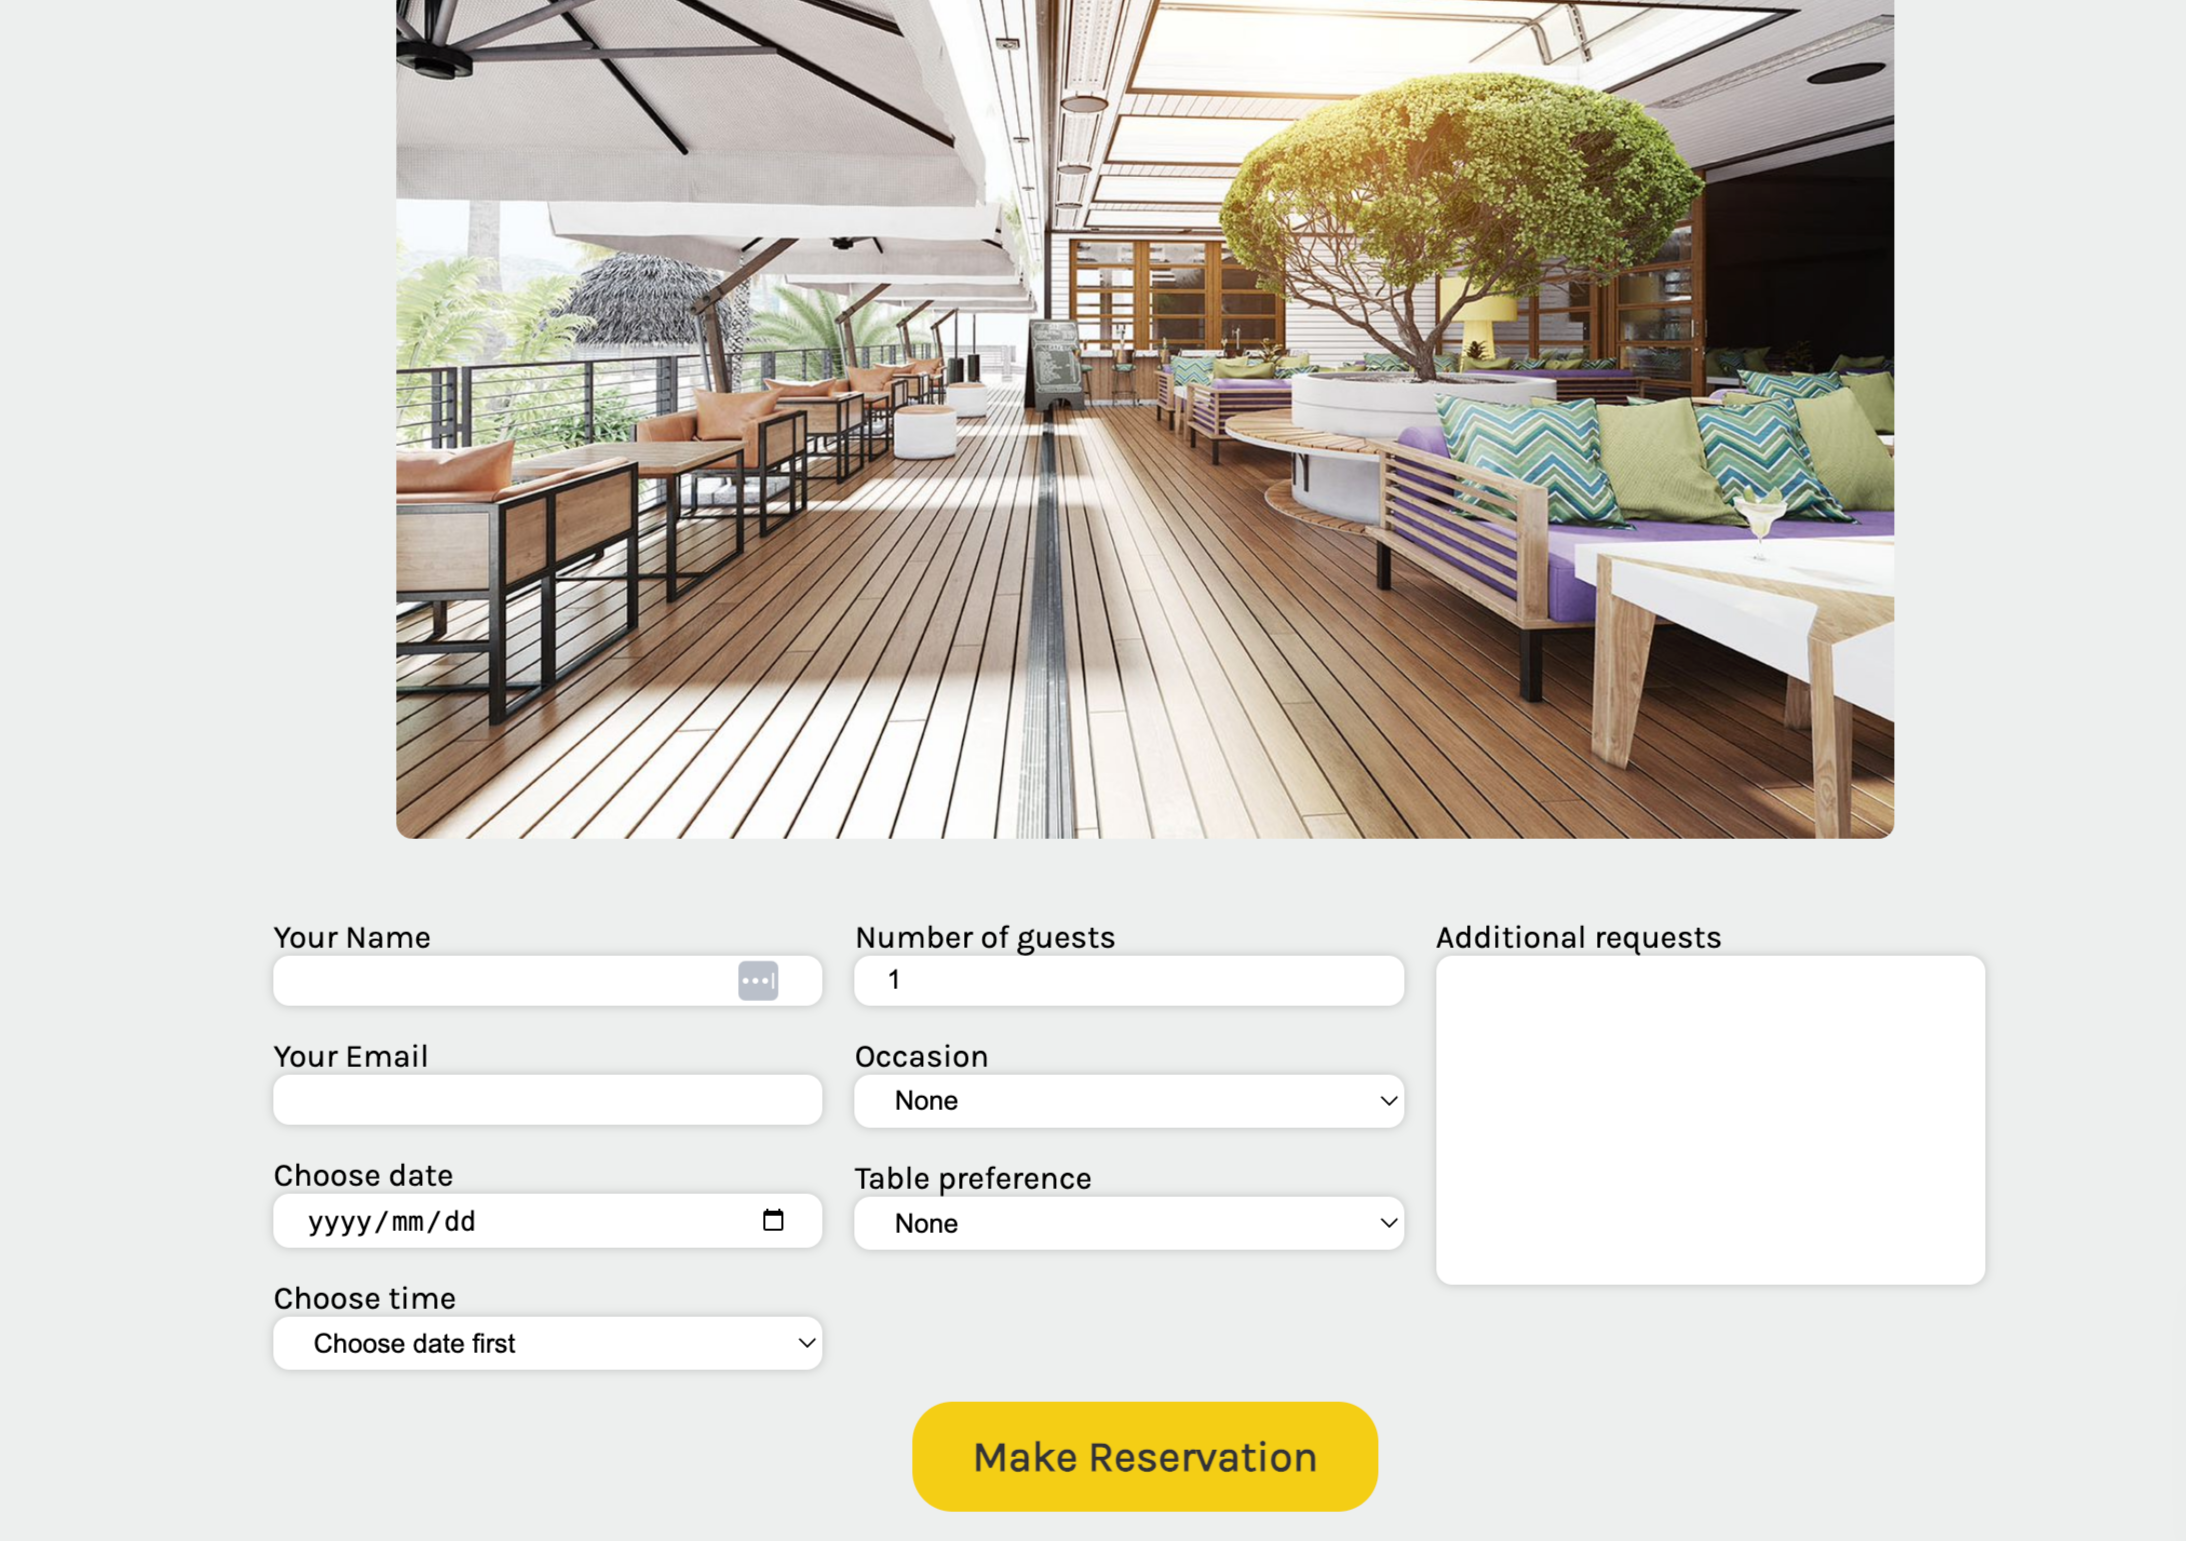 Your Name
Your Email
Choose date
yyyy/mm/dd
Choose time
Choose date first
Number of guests
1
Occasion
None
Table preference
None
Additional requests
Make Reservation